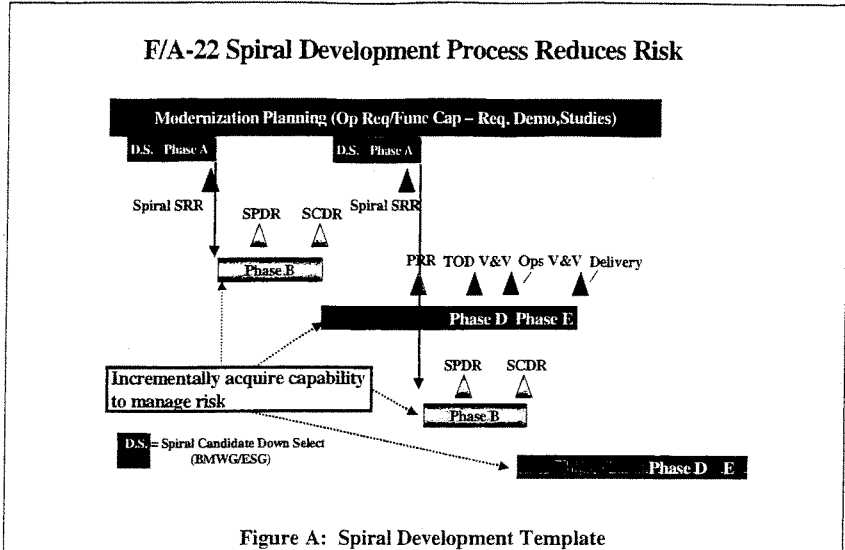 F/A-22 Spiral Development Process Reduces Risk
Modernization Planning (Op Req/Func Cap – Req. Demo,Studies)
D.S. Phase A
D.S. Phase A
Spiral SRR
Spiral SRR
SPDR
SCDR
PRR TOD V&V Ops V&V Delivery
Phase B
Phase D Phase E
Incrementally acquire capability
to manage risk
SPDR
SCDR
Phase B
D.S. = Spiral Candidate Down Select
(BMWG/ESG)
Phase D E
Figure A: Spiral Development Template